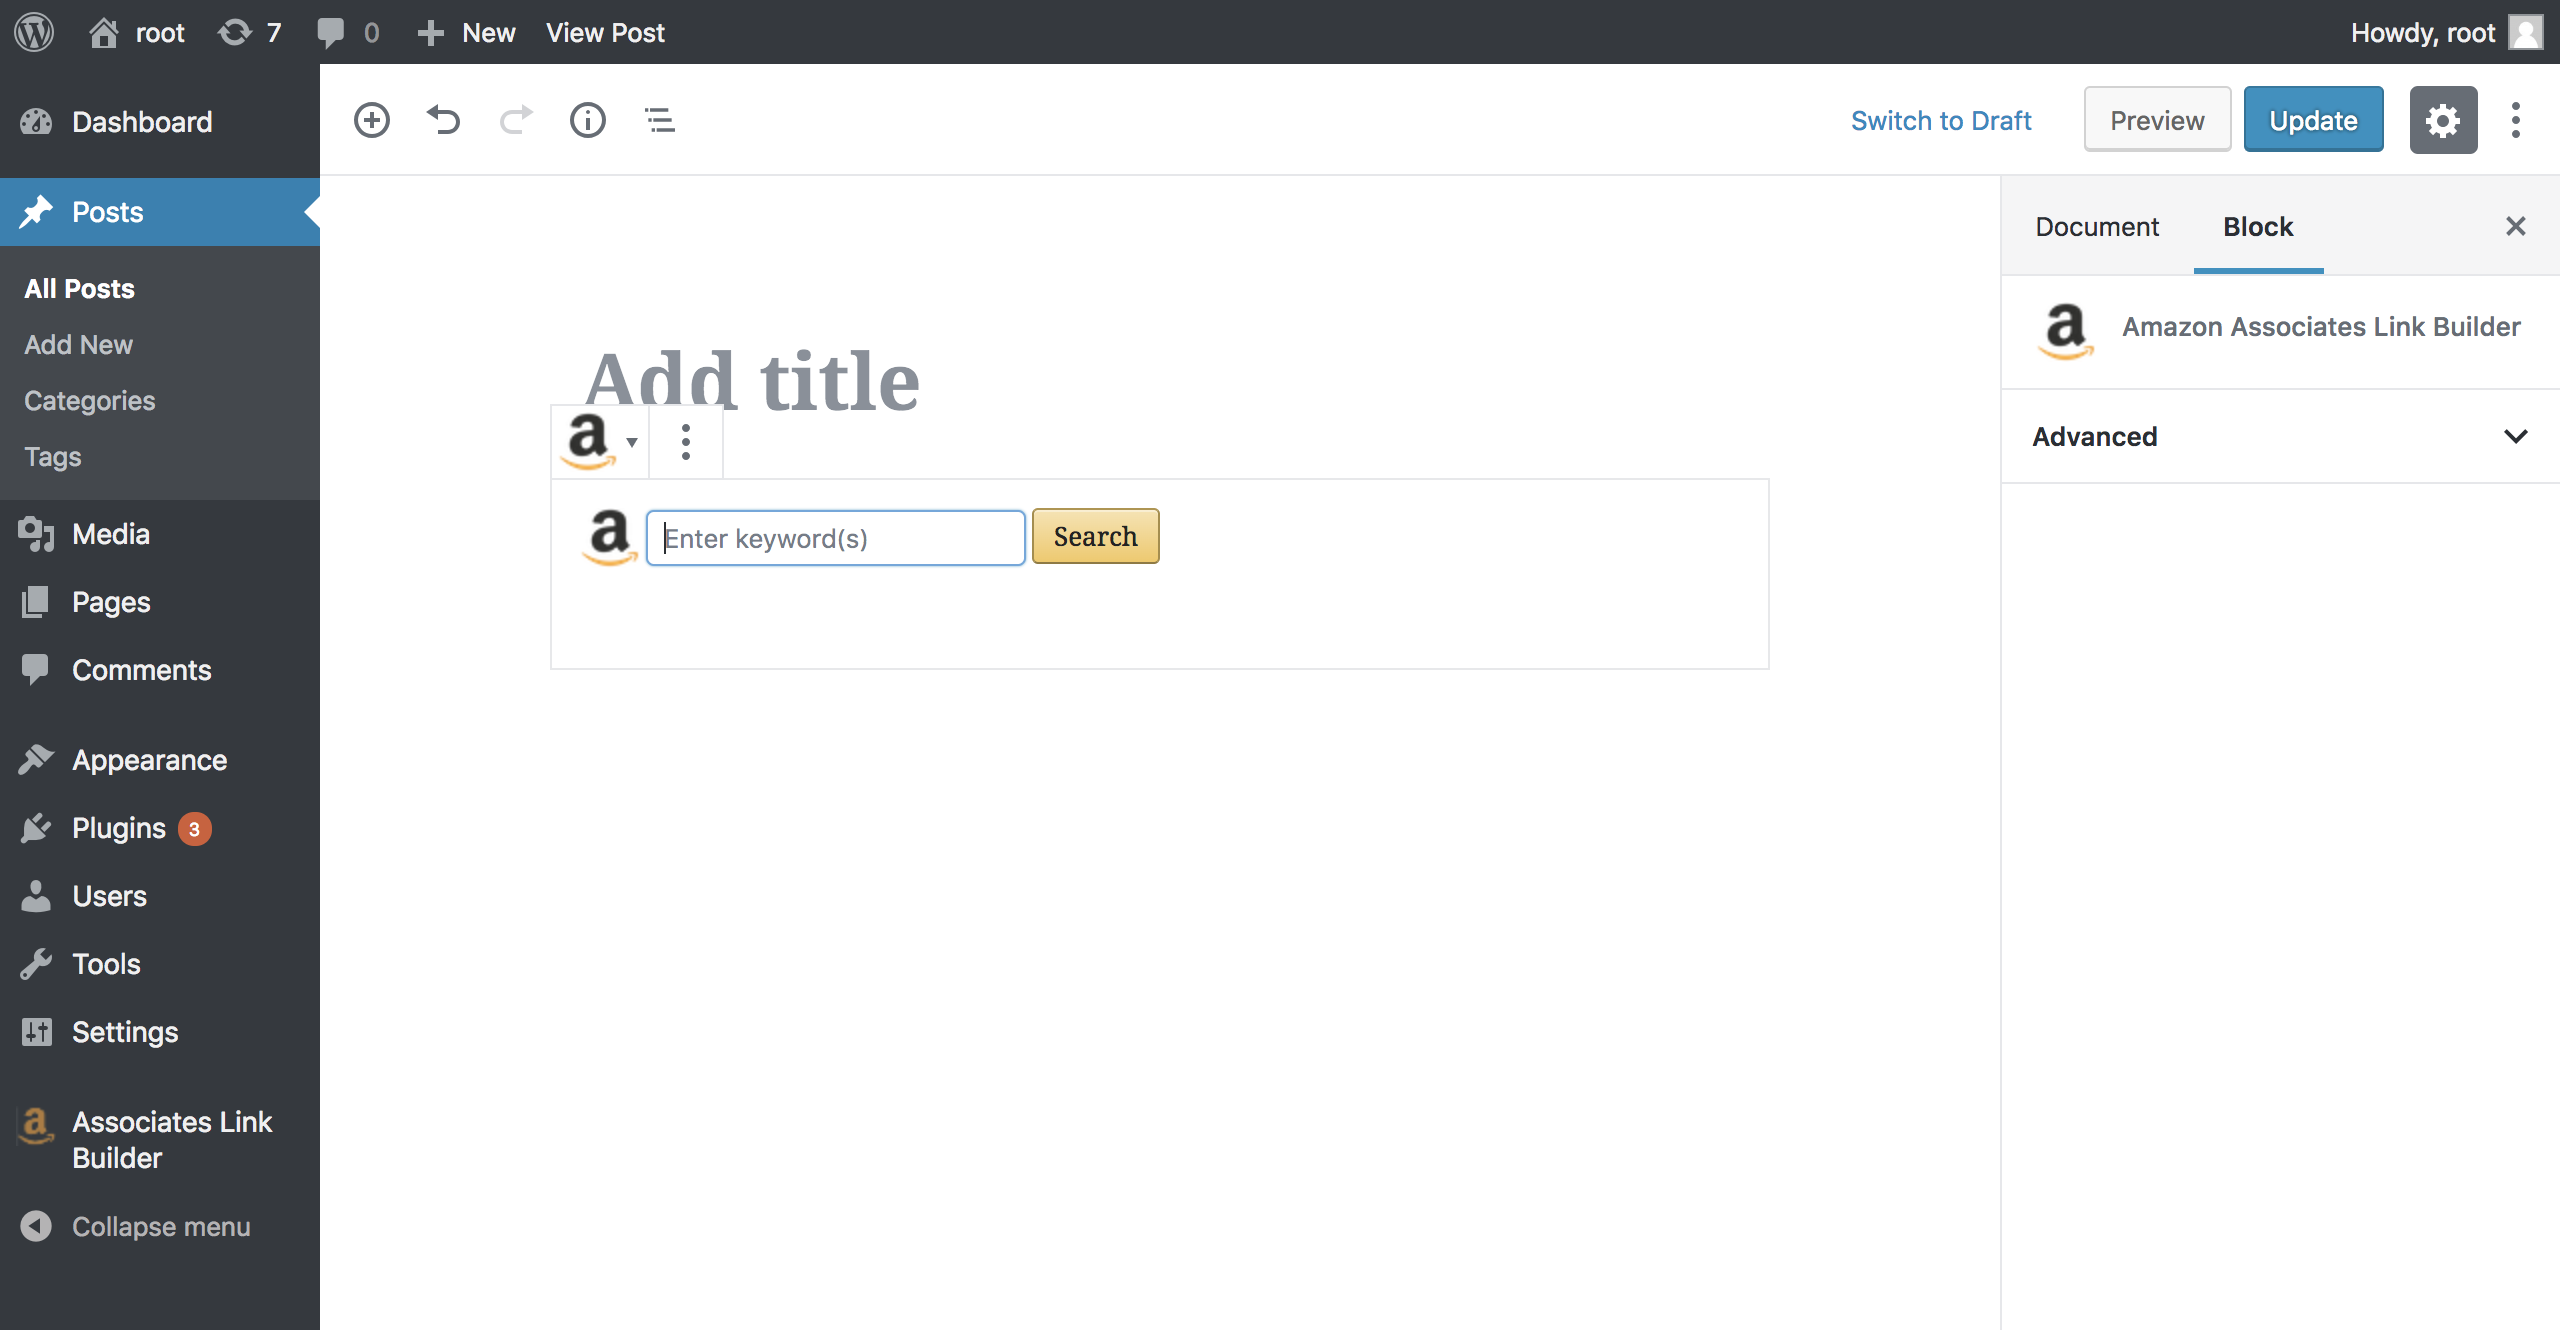 root 7 0 New View Post Howdy, root
Dashboard
Posts
All Posts
Add New
Categories
Tags
Media
Pages
Comments
Appearance
Plugins 3
Users
Tools
Settings
Associates Link
Builder
Collapse menu
Switch to Draft Preview Update
Add title
Enter keyword(s) Search
Document Block
Amazon Associates Link Builder
Advanced